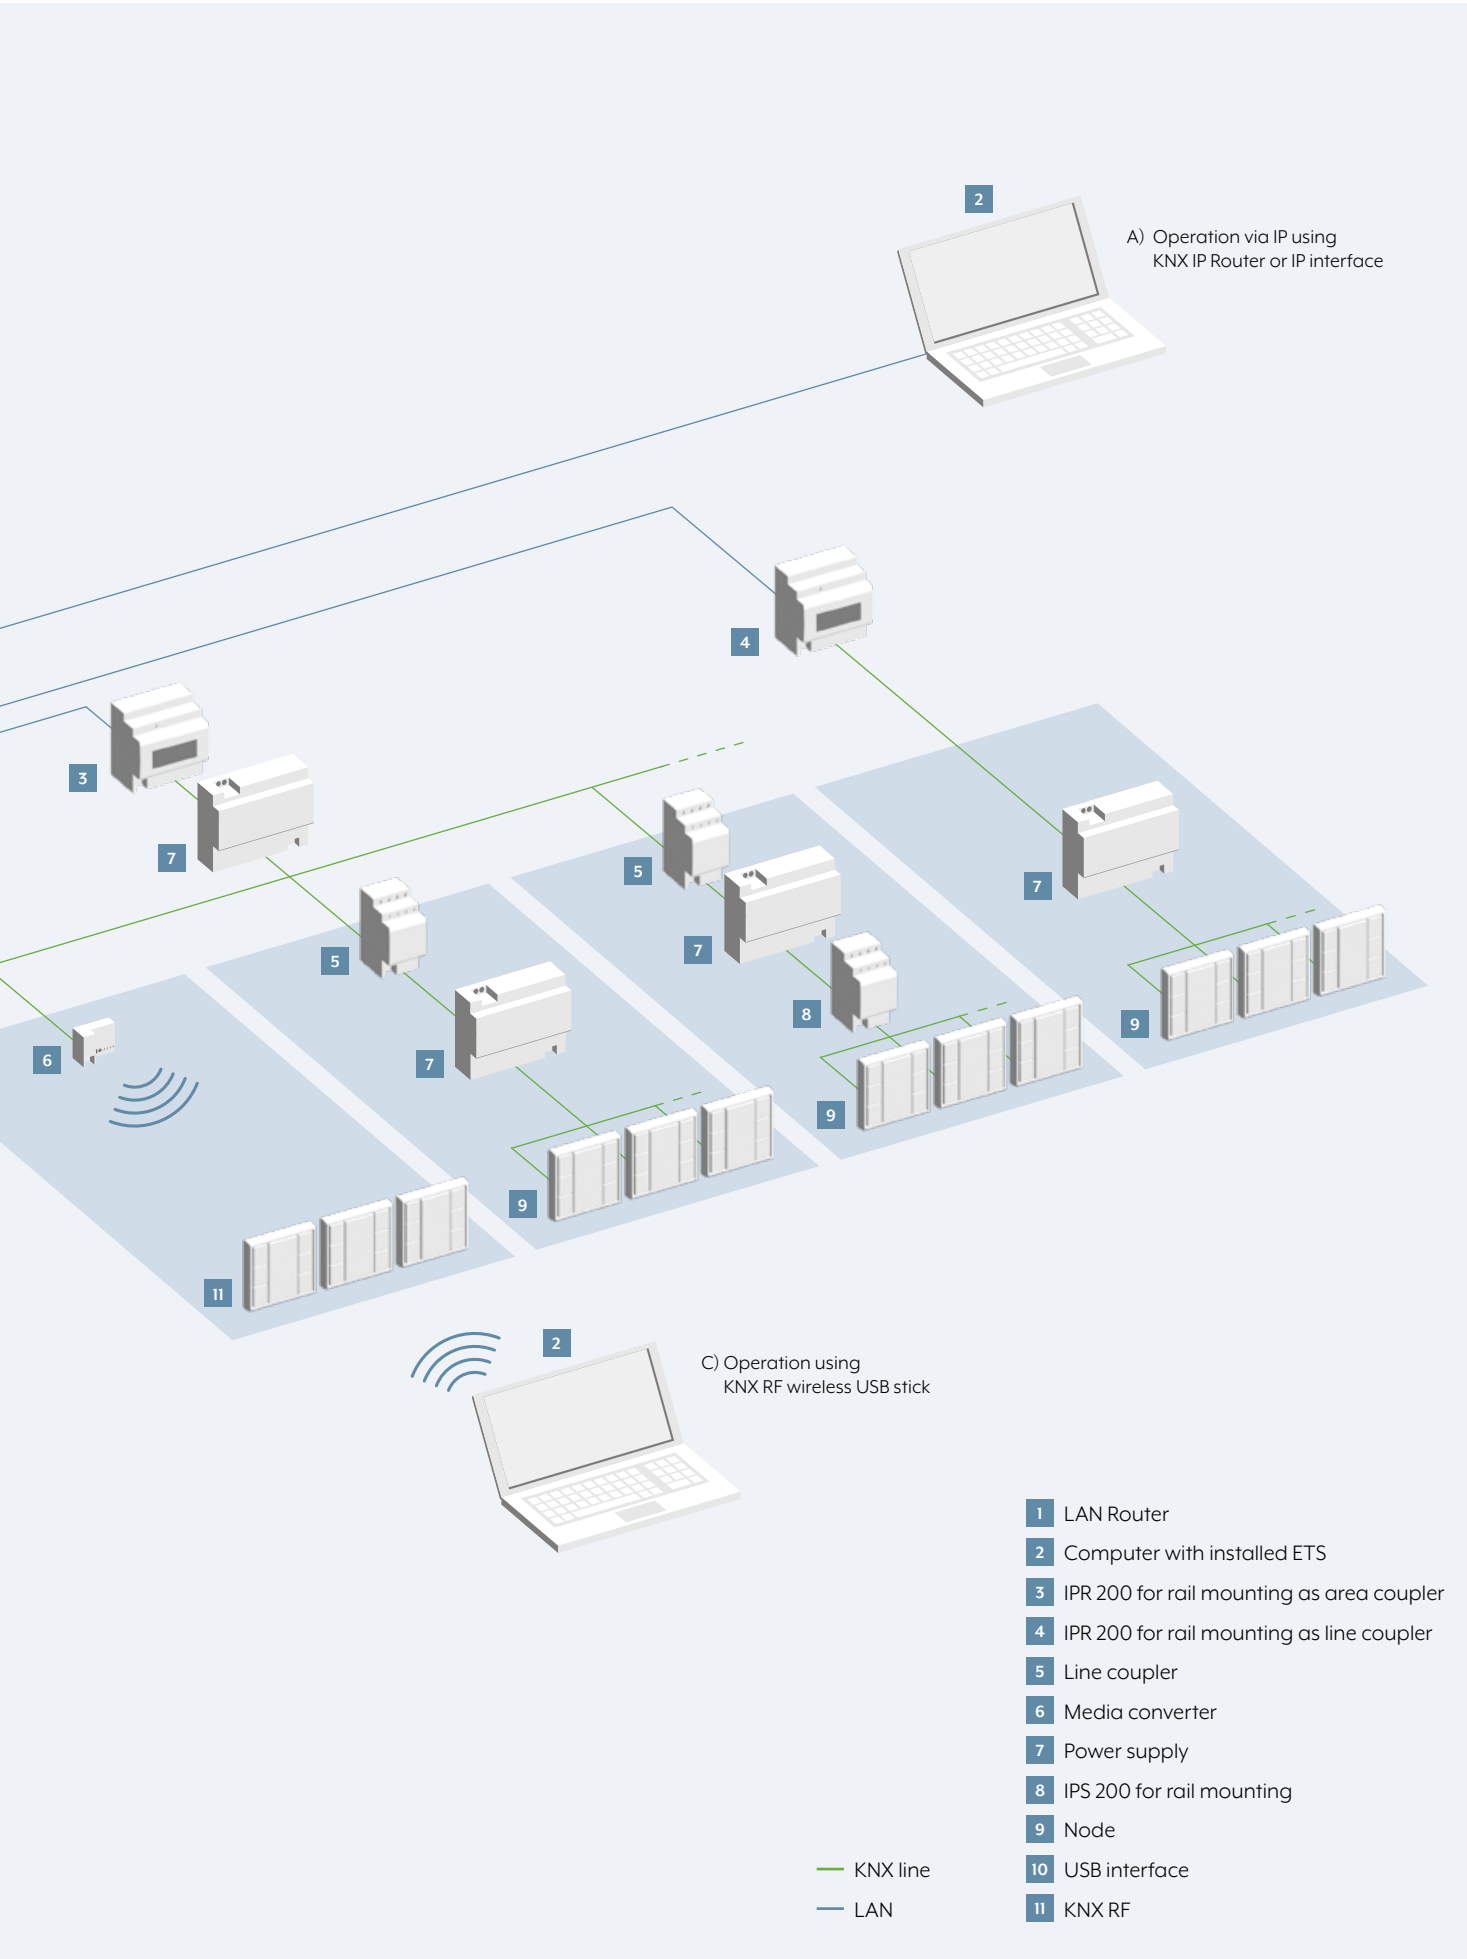 2
A) Operation via IP using
KNX IP Router or IP interface
4
3
7
5
7
5
7
7
8
6
9
7
9
9
11
2
C) Operation using
KNX RF wireless USB stick
1 LAN Router
2 Computer with installed ETS
3 IPR 200 for rail mounting as area coupler
4 IPR 200 for rail mounting as line coupler
5 Line coupler
6 Media converter
7 Power supply
8 IPS 200 for rail mounting
9 Node
KNX line
10 USB interface
LAN
11 KNX RF